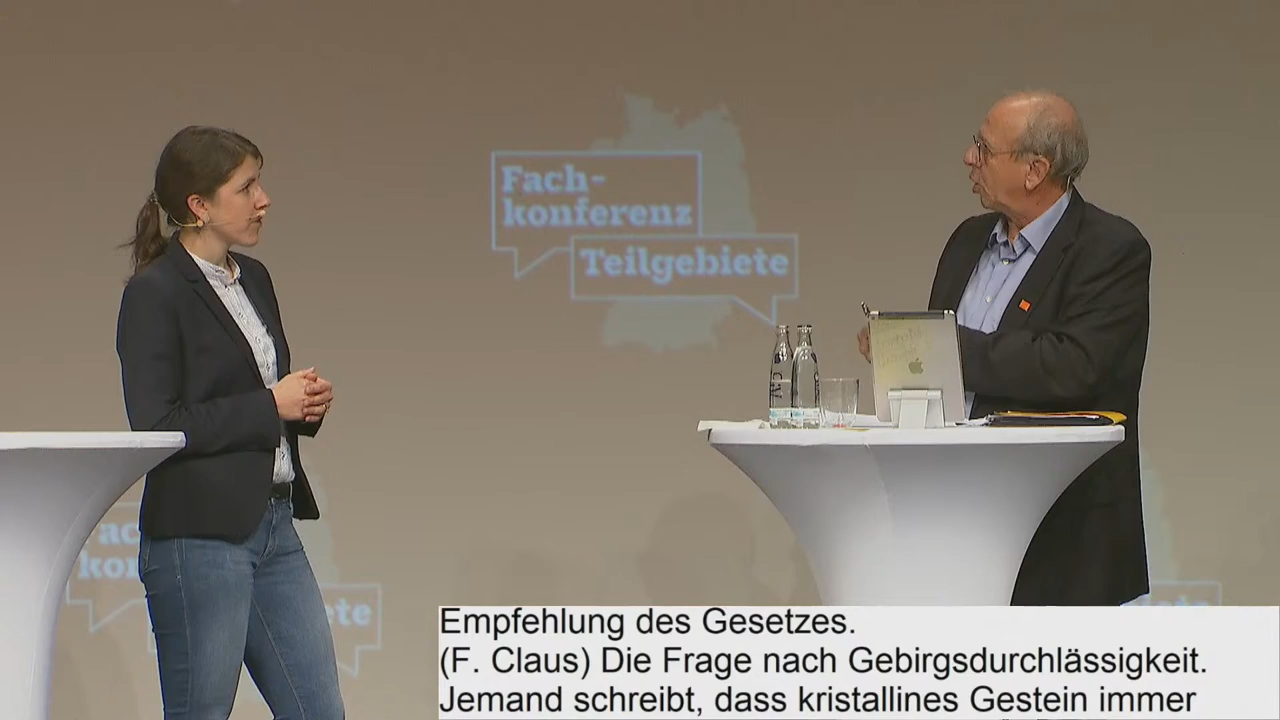 Fach-
konferenz
Teilgebiete
Empfehlung des Gesetzes.
(F. Claus) Die Frage nach Gebirgsdurchlässigkeit.
Jemand schreibt, dass kristallines Gestein immer